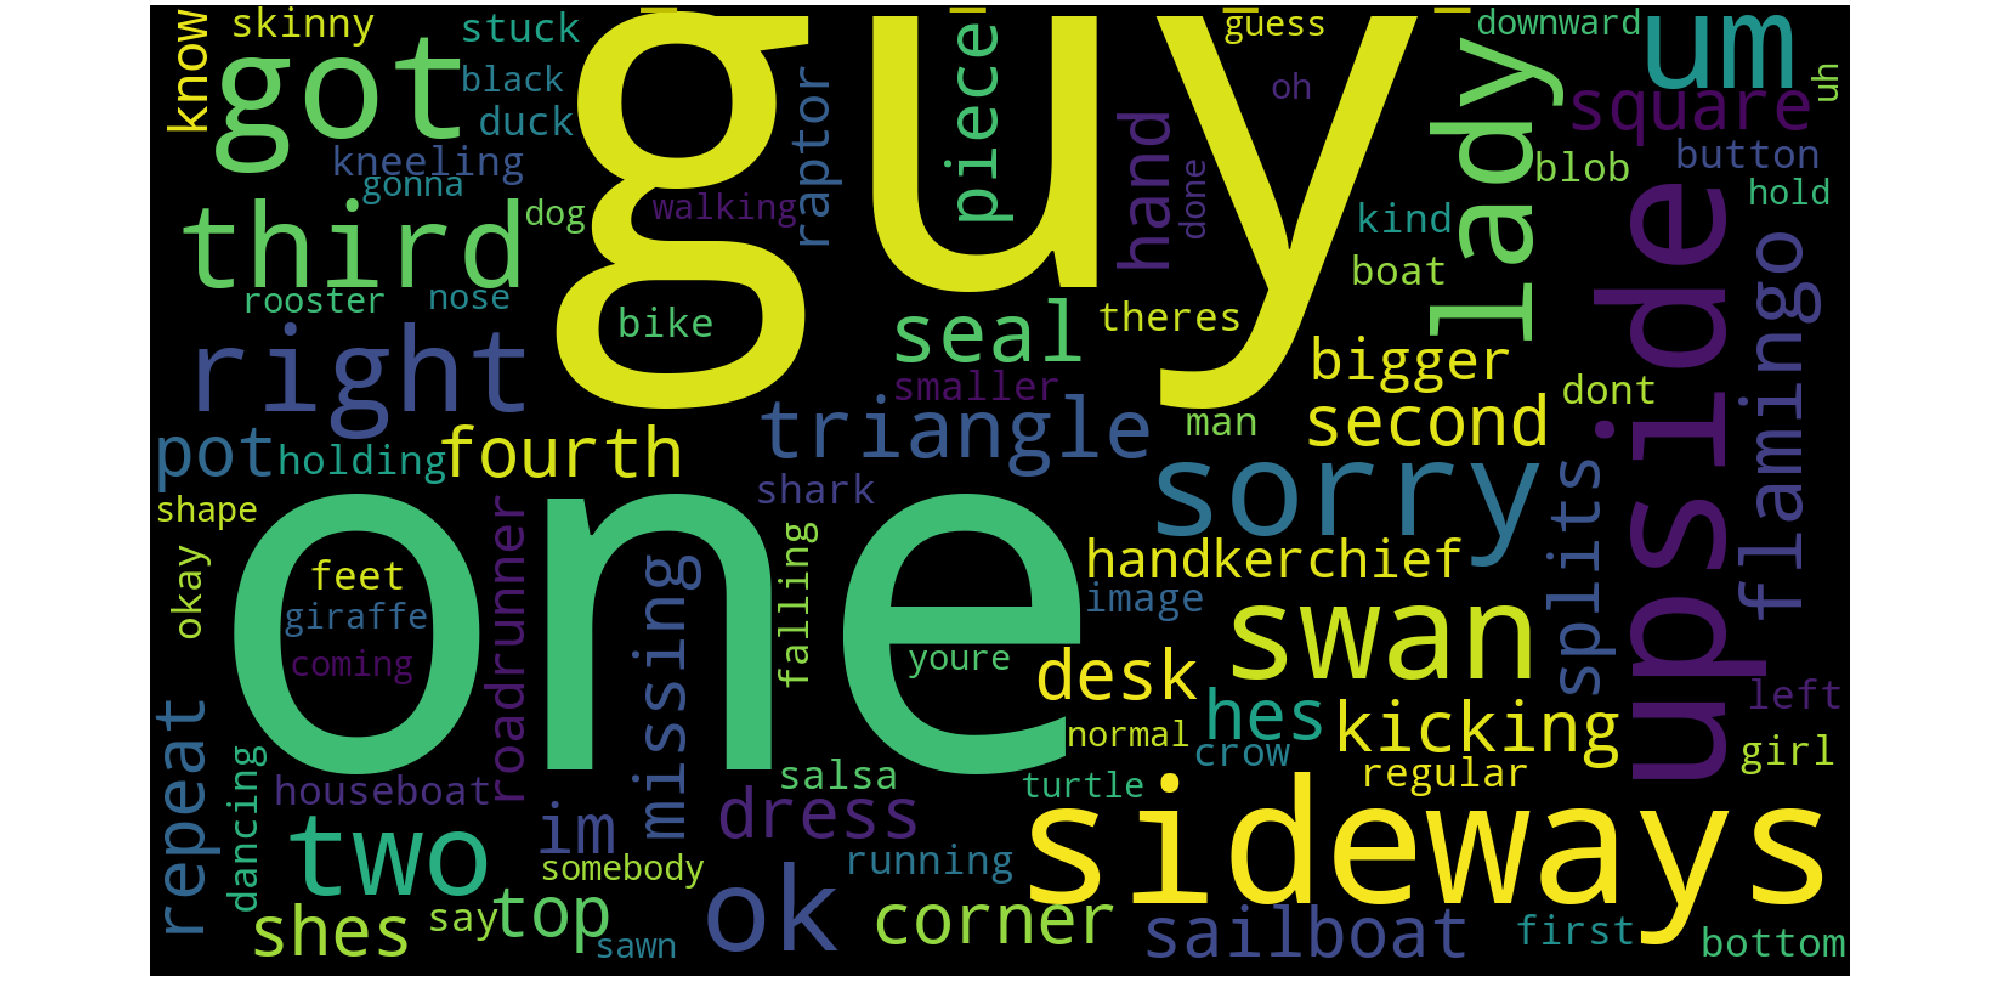 guy
one
sideways
upside
got
third
right
lady
um
sorry
swan
two
ok
know
skinny
stuck
black
duck
kneeling
gonna
dog
walking
raptor
piece
hand
done
guess
oh
downward
uh
square
button
blob
hold
kind
boat
flamingo
rooster
nose
bike
seal
theres
bigger
smaller
dont
second
man
triangle
pot
holding
fourth
shark
shape
okay
feet
giraffe
coming
roadrunner
missing
falling
youre
handkerchief
image
splits
desk
hes
kicking
left
normal
crow
girl
regular
turtle
repeat
dancing
houseboat
salsa
im
dress
somebody
running
shes
say
top
sawn
corner
sailboat
first
bottom